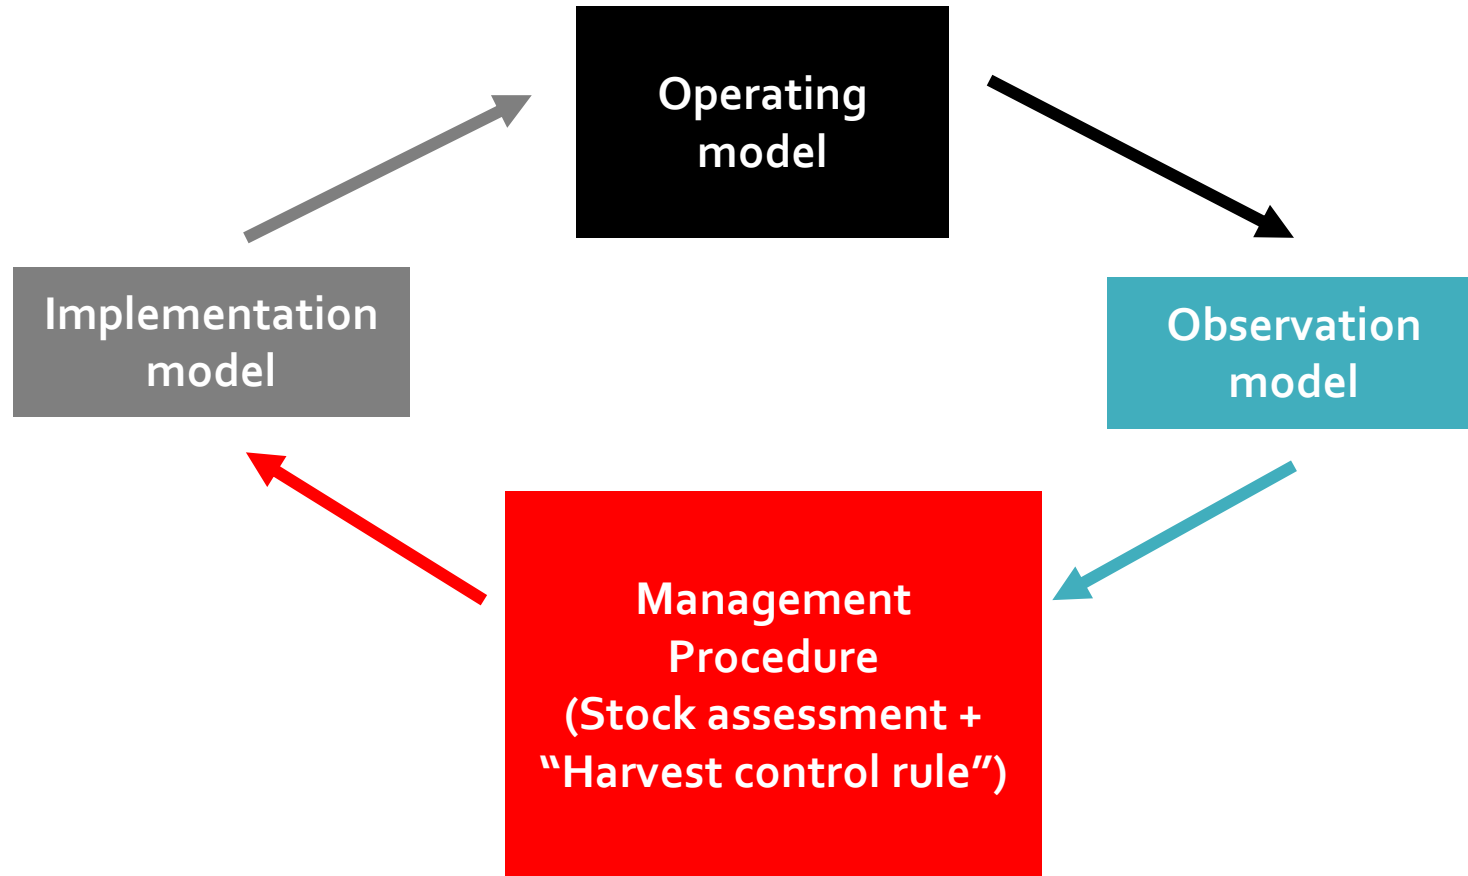 Operating
model
Implementation
model
Observation
model
Management
Procedure
(Stock assessment +
“Harvest control rule”)